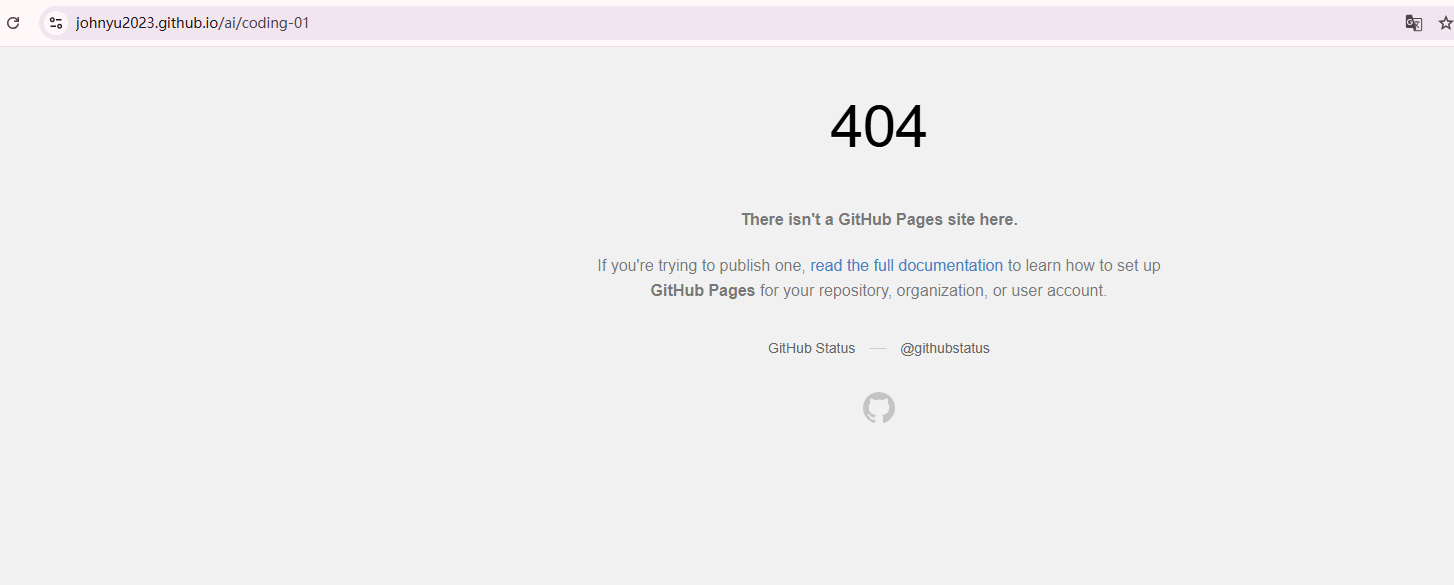 johnyu2023.github.io/ai/coding-01
404
There isn't a GitHub Pages site here.
If you're trying to publish one, read the full documentation to learn how to set up
GitHub Pages for your repository, organization, or user account.
GitHub Status — @githubstatus